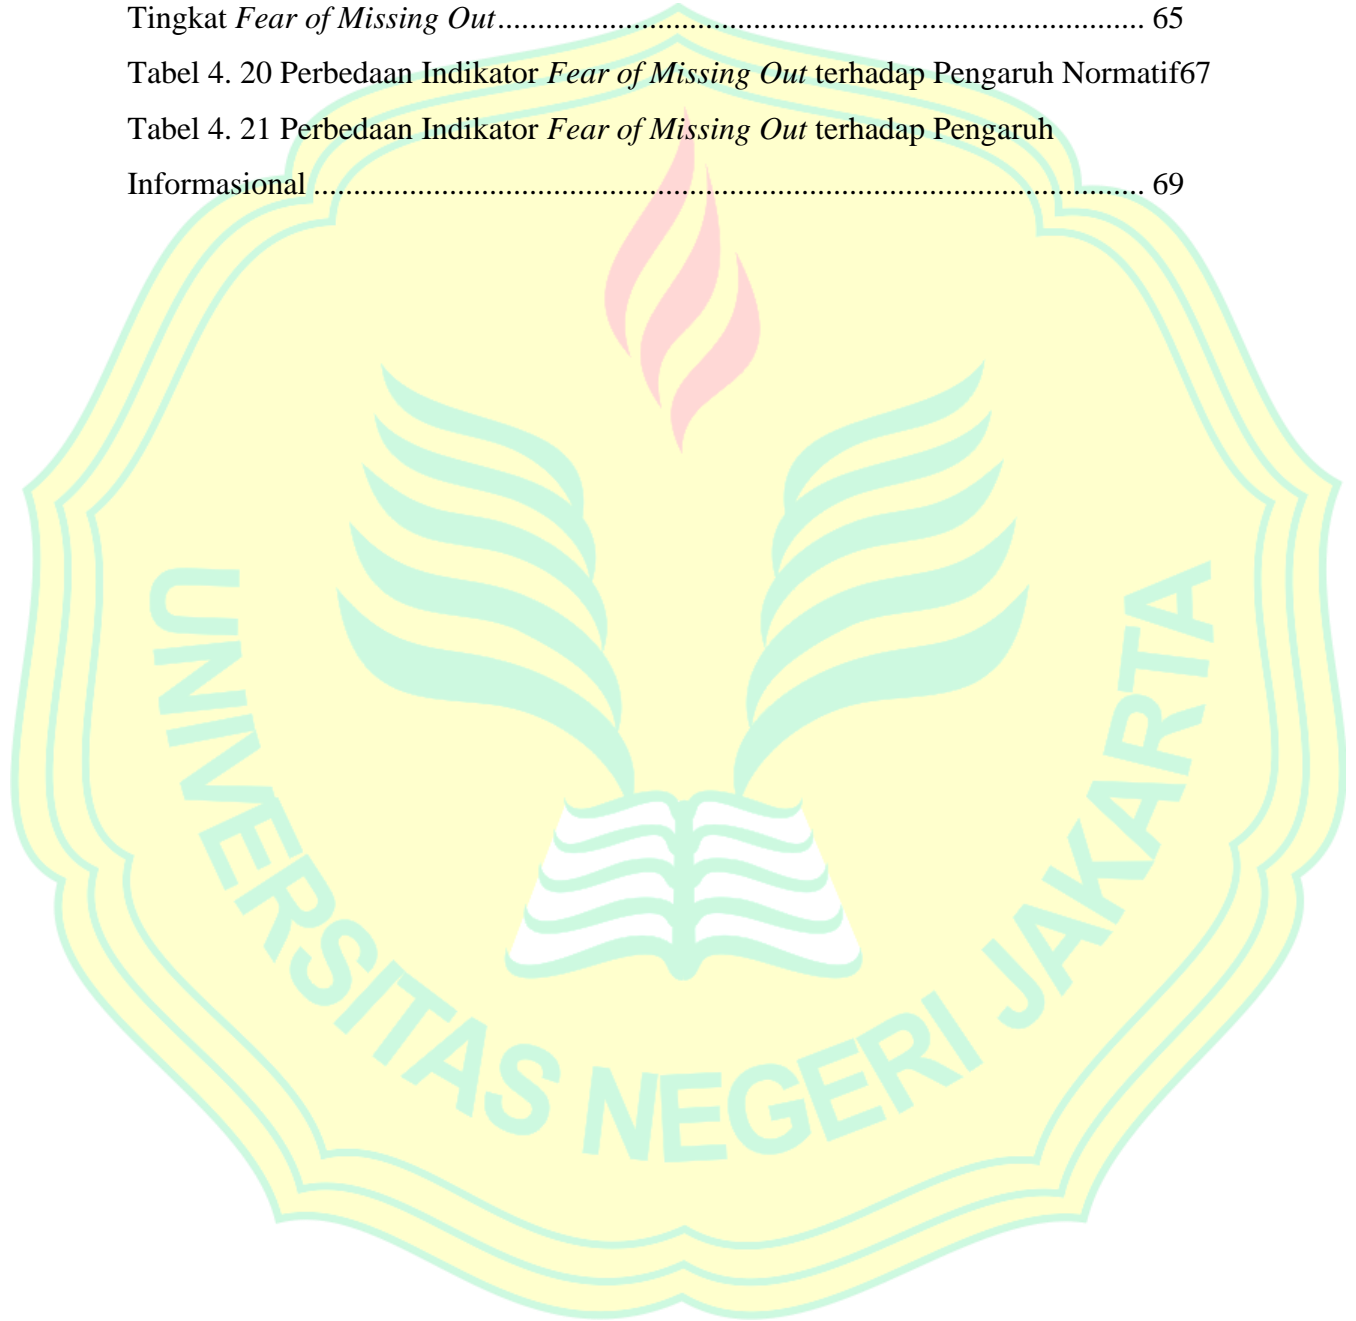 Tingkat Fear of Missing Out.................................................................................. 65
Tabel 4. 20 Perbedaan Indikator Fear of Missing Out terhadap Pengaruh Normatif67
Tabel 4. 21 Perbedaan Indikator Fear of Missing Out terhadap Pengaruh
Informasional ......................................................................................................... 69
UNIVERSITAS NEGERI JAKARTA